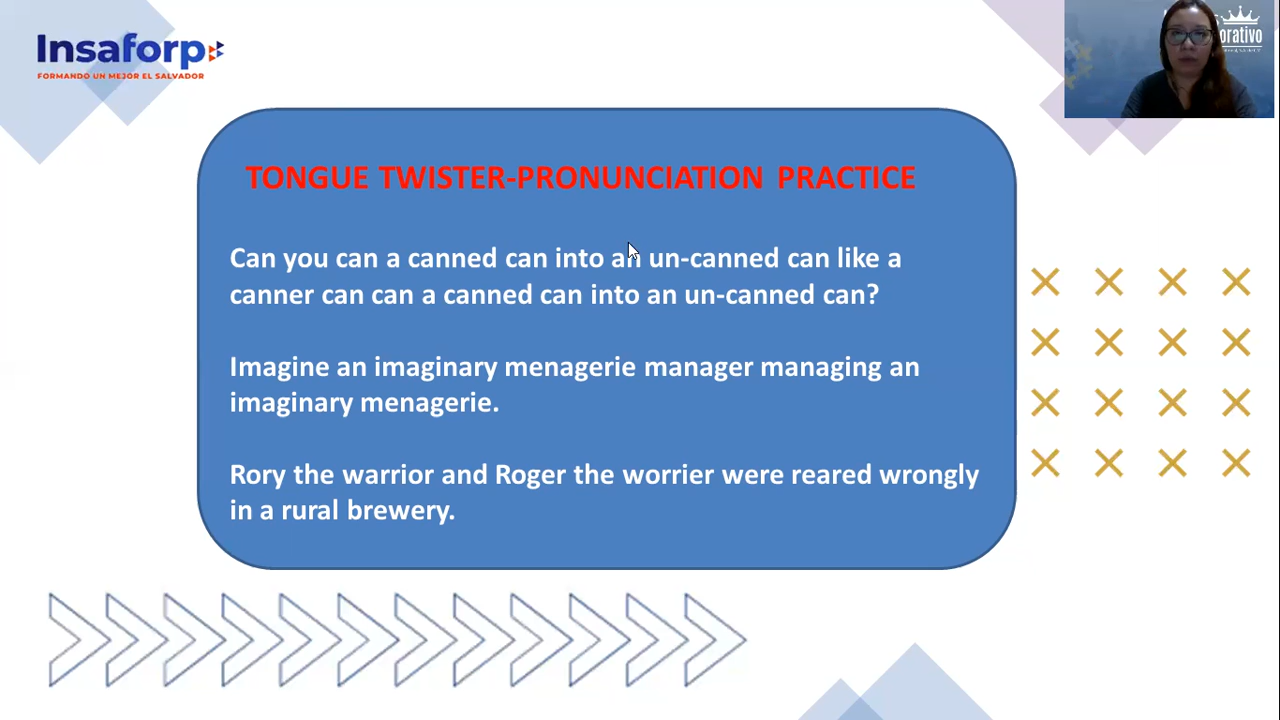 Insaforp
FORMANDO UN MEJOR EL SALVADOR
orativo
TONGUE TWISTER-PRONUNCIATION PRACTICE
Can you can a canned can into an un-canned can like a
canner can can a canned can into an un-canned can?
Imagine an imaginary menagerie manager managing an
imaginary menagerie.
Rory the warrior and Roger the worrier were reared wrongly
in a rural brewery.